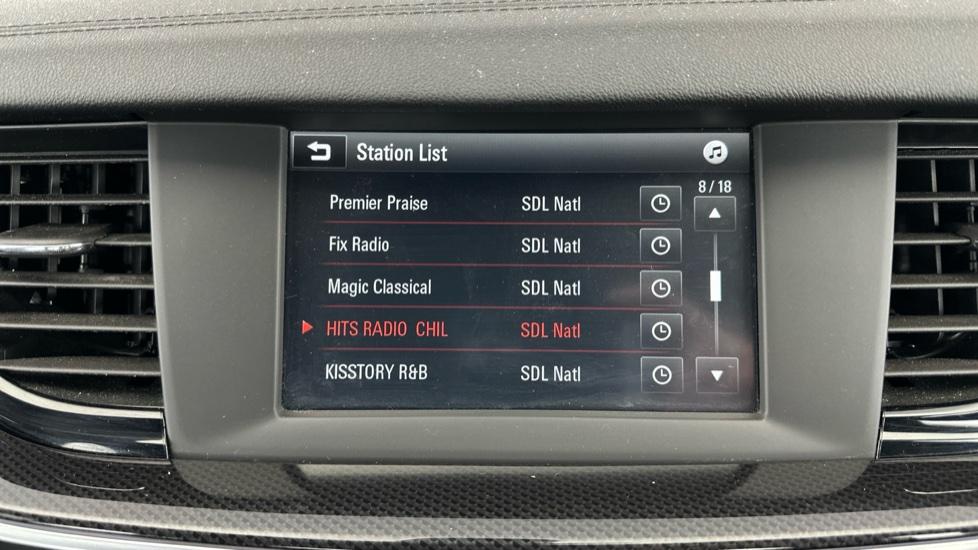 Station List
8 / 18
Premier Praise SDL Natl
Fix Radio SDL Natl
Magic Classical SDL Natl
HITS RADIO CHIL SDL Natl
KISSTORY R&B SDL Natl